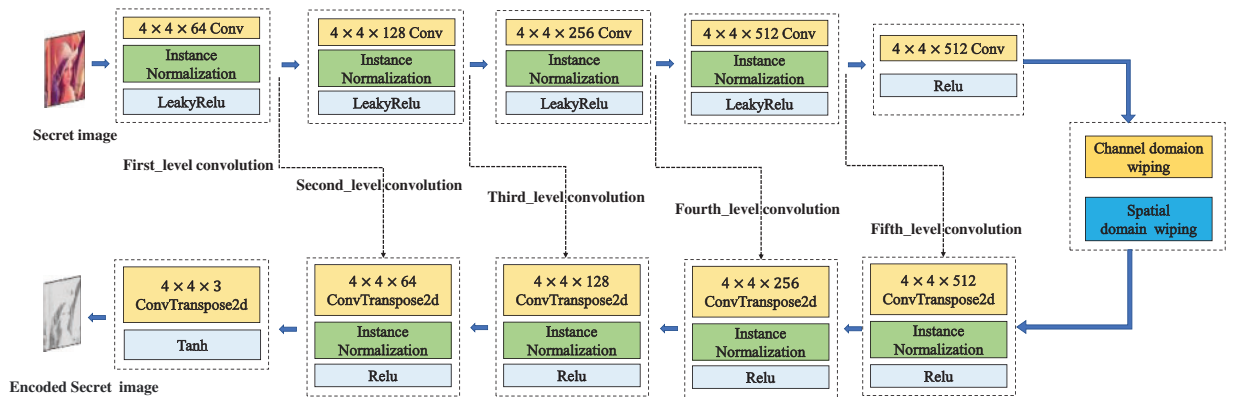 4 × 4 × 64 Conv
Instance
Normalization
LeakyRelu
4 × 4 × 128 Conv
Instance
Normalization
LeakyRelu
4 × 4 × 256 Conv
Instance
Normalization
LeakyRelu
4 × 4 × 512 Conv
Instance
Normalization
LeakyRelu
4 × 4 × 512 Conv
Relu
Secret image
First_level convolution
Second_level convolution
Third_level convolution
Fourth_level convolution
Fifth_level convolution
Channel domaion
wiping
Spatial
domain wiping
4 × 4 × 3
ConvTranspose2d
Tanh
4 × 4 × 64
ConvTranspose2d
Instance
Normalization
Relu
4 × 4 × 128
ConvTranspose2d
Instance
Normalization
Relu
4 × 4 × 256
ConvTranspose2d
Instance
Normalization
Relu
4 × 4 × 512
ConvTranspose2d
Instance
Normalization
Relu
Encoded Secret image